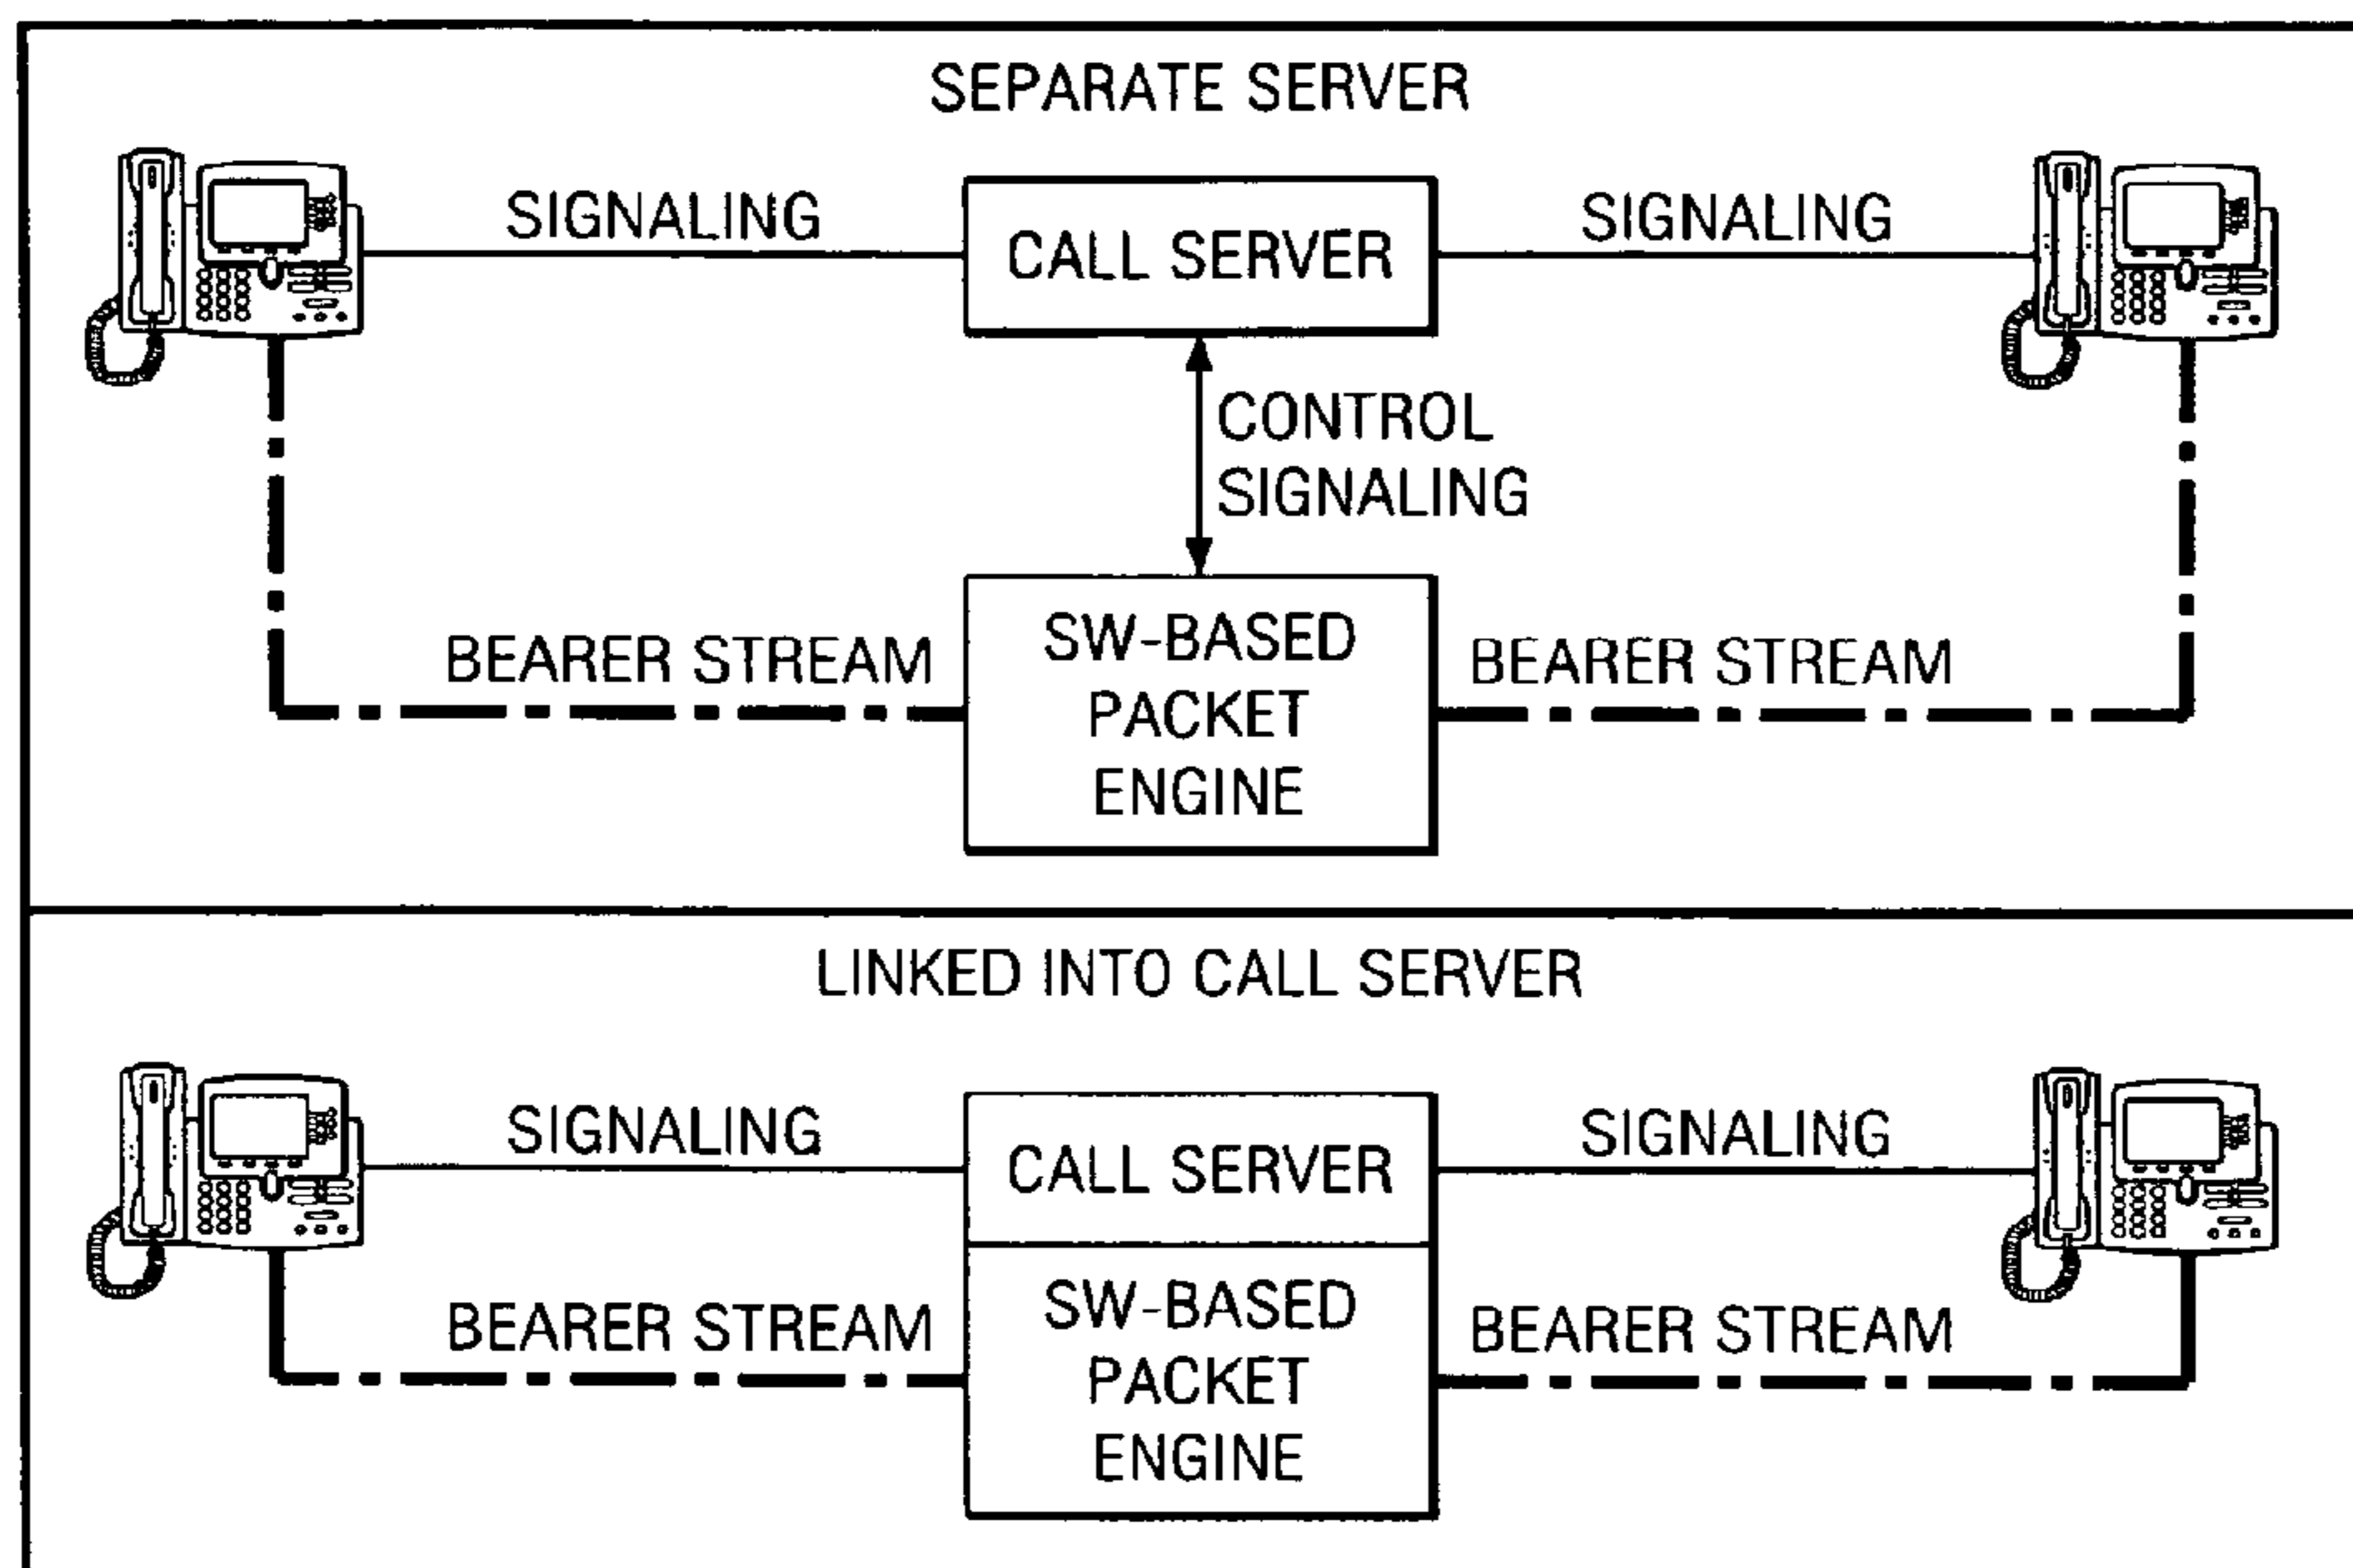 SEPARATE SERVER
SIGNALING
CALL SERVER
SIGNALING
CONTROL
SIGNALING
BEARER STREAM
SW-BASED
PACKET
ENGINE
BEARER STREAM
LINKED INTO CALL SERVER
SIGNALING
CALL SERVER
SIGNALING
BEARER STREAM
SW-BASED
PACKET
ENGINE
BEARER STREAM